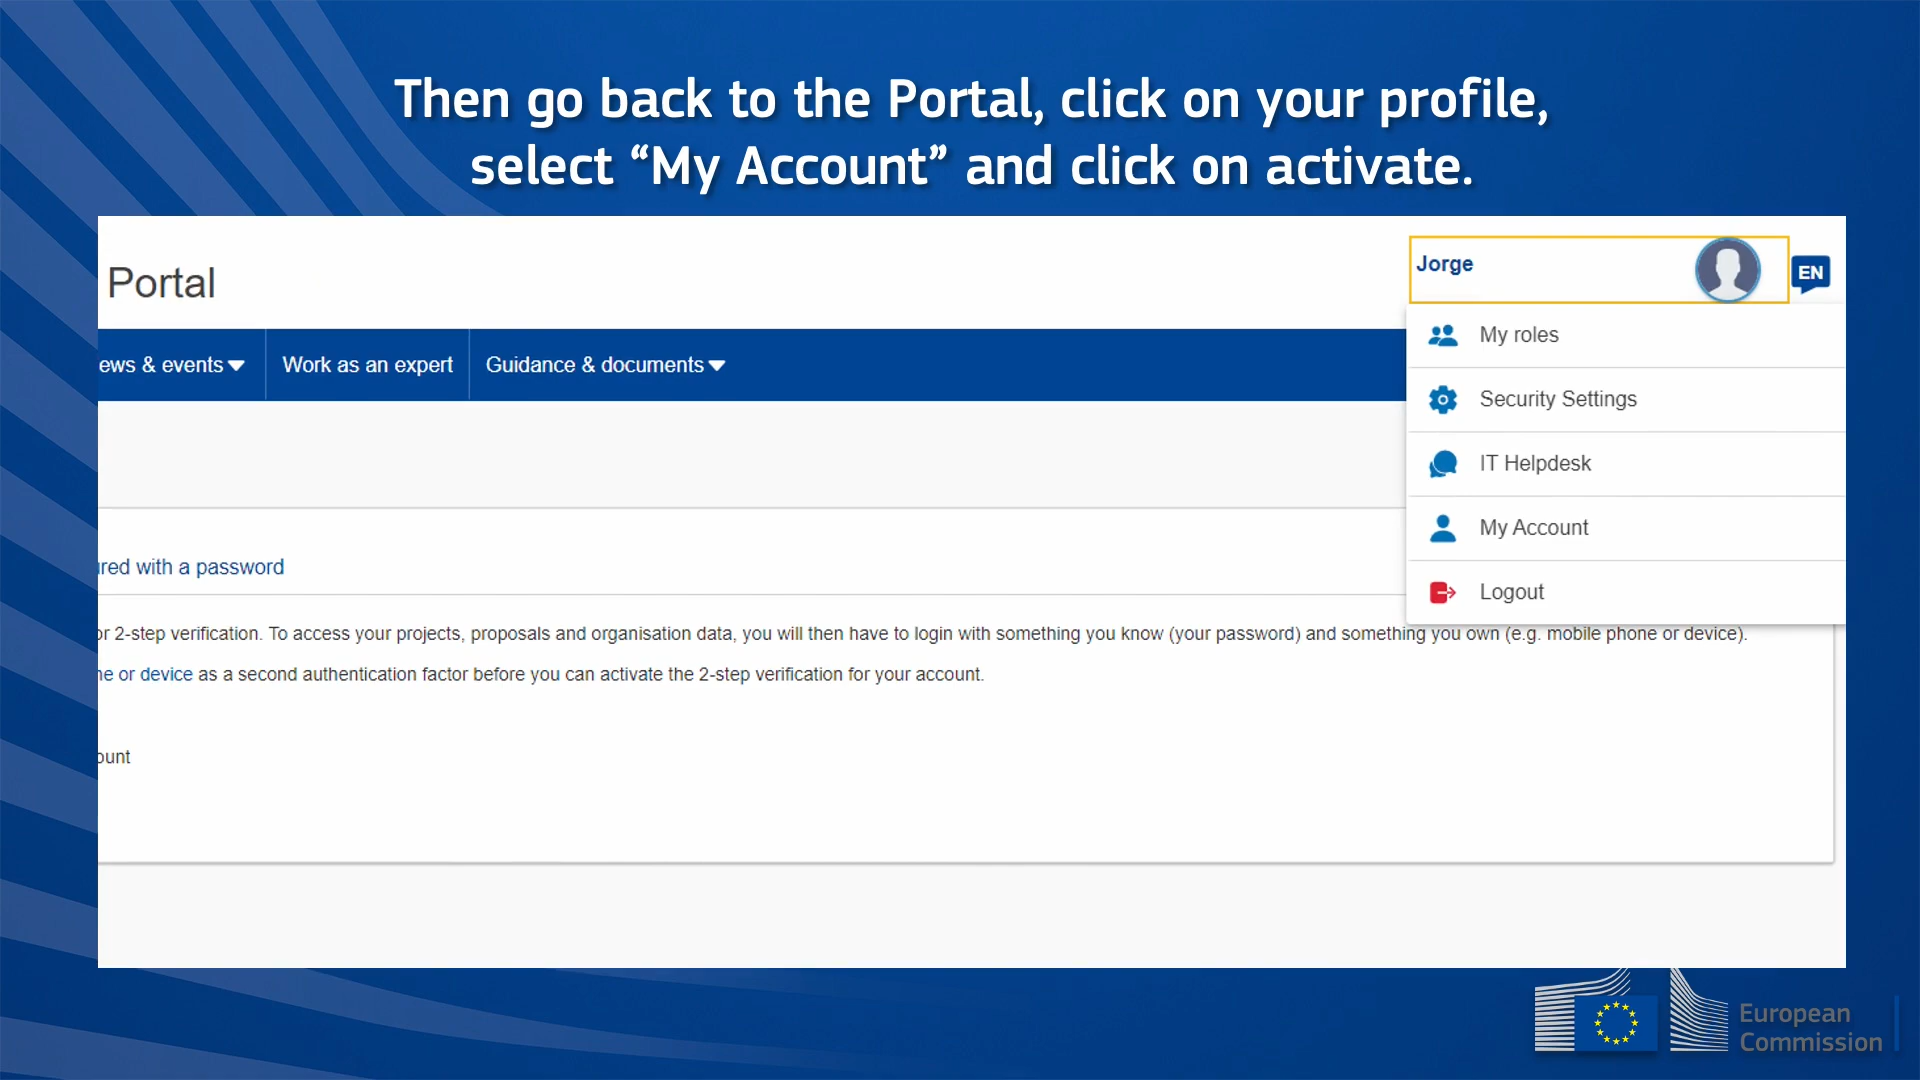 Then go back to the Portal, click on your profile,
select “My Account” and click on activate.
Portal
Jorge
EN
ews & events
Work as an expert
Guidance & documents
My roles
Security Settings
IT Helpdesk
My Account
Logout
red with a password
or 2-step verification. To access your projects, proposals and organisation data, you will then have to login with something you know (your password) and something you own (e.g. mobile phone or device).
ne or device as a second authentication factor before you can activate the 2-step verification for your account.
ount
European
Commission